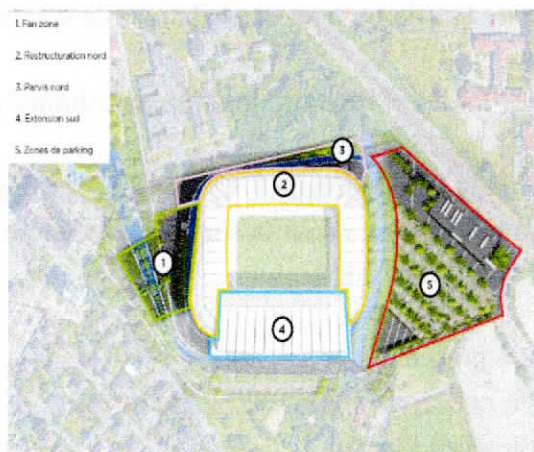 1. Fan zone
2. Restructuration nord
3. Parvis nord
4. Extension sud
5. Zones de parking
3
2
1
5
4